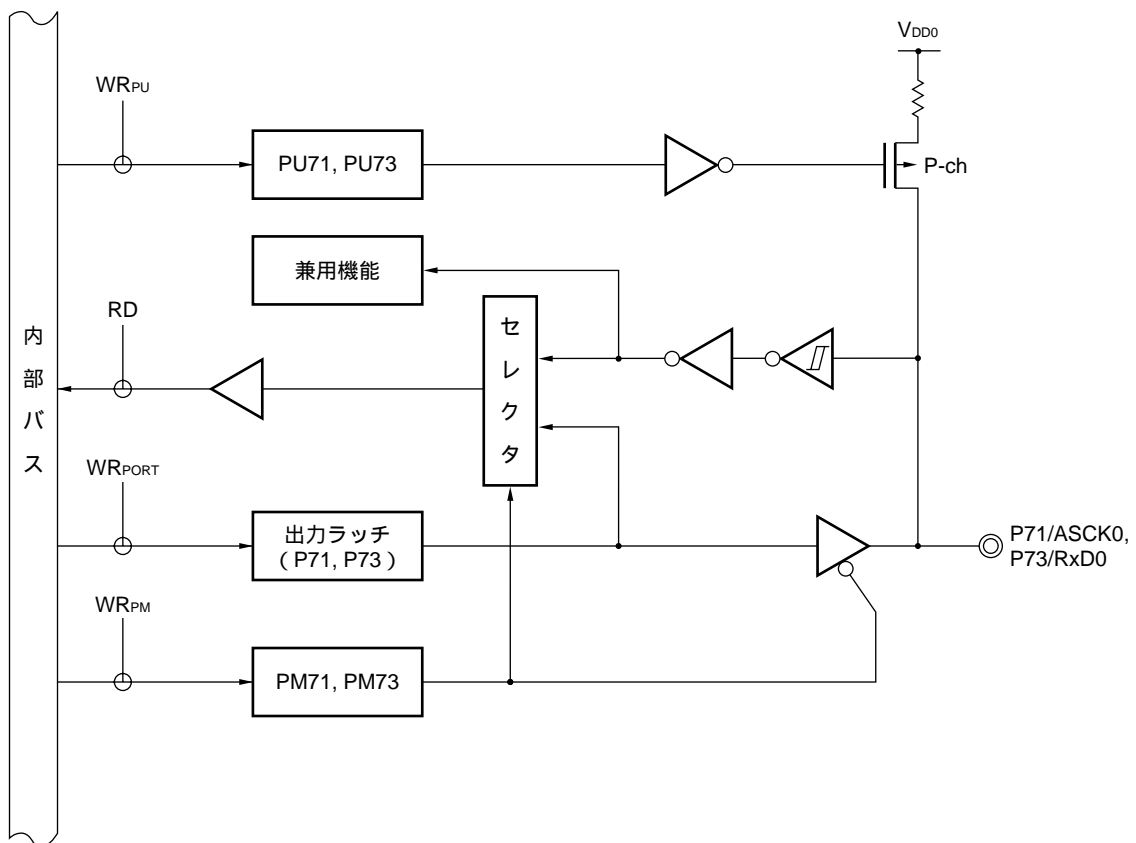 VDD0
WRPU
PU71, PU73
P-ch
兼用機能
RD
セレクタ
内部バス
WRPORT
出力ラッチ
（P71, P73）
P71/ASCK0,
P73/RxD0
WRPM
PM71, PM73